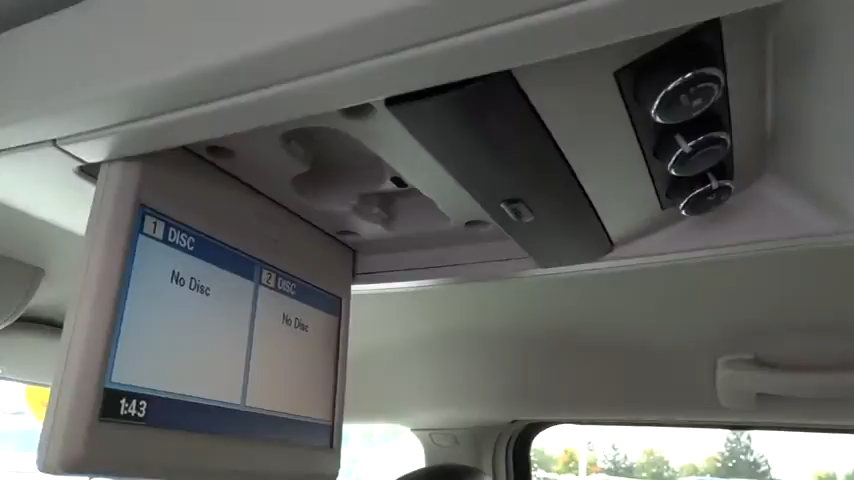 1 DISC
No Disc
2 DISC
No Disc
1:43